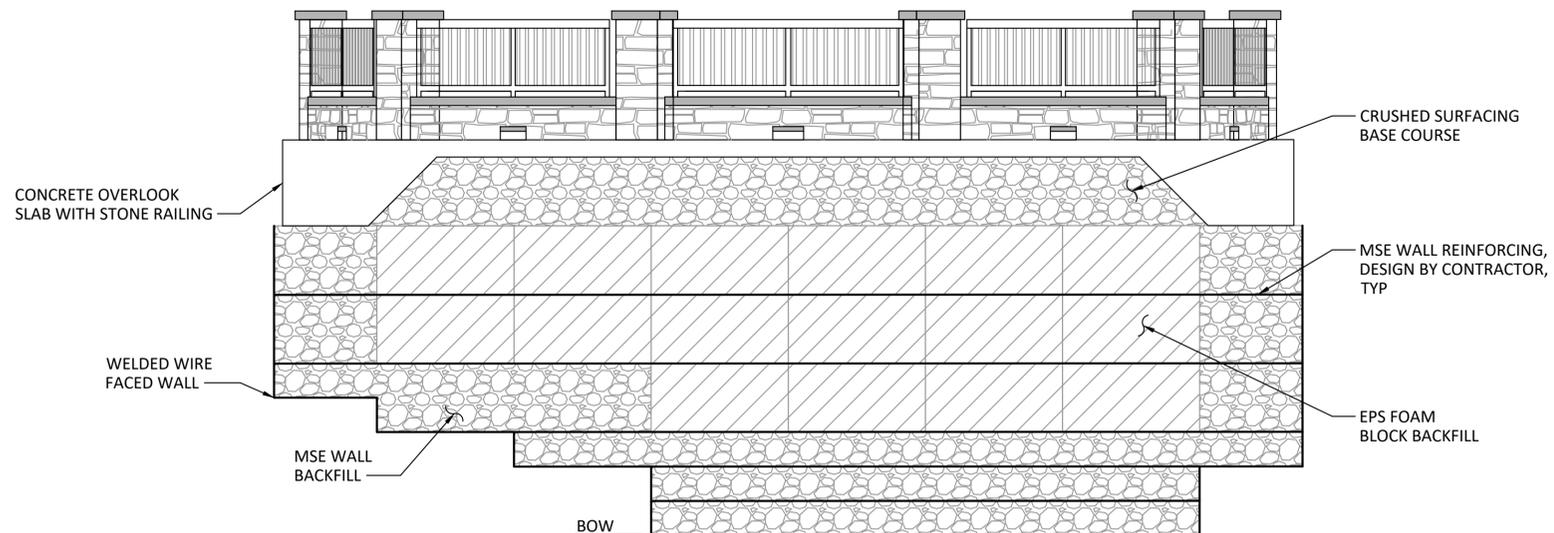 CRUSHED SURFACING
BASE COURSE
CONCRETE OVERLOOK
SLAB WITH STONE RAILING
MSE WALL REINFORCING,
DESIGN BY CONTRACTOR,
TYP
WELDED WIRE
FACED WALL
EPS FOAM
BLOCK BACKFILL
MSE WALL
BACKFILL
BOW